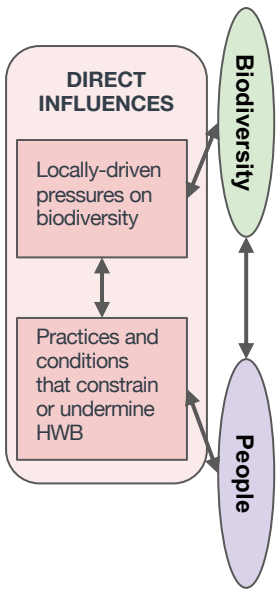 DIRECT
INFLUENCES
Locally-driven
pressures on
biodiversity
Practices and
conditions
that constrain
or undermine
HWB
Biodiversity
People